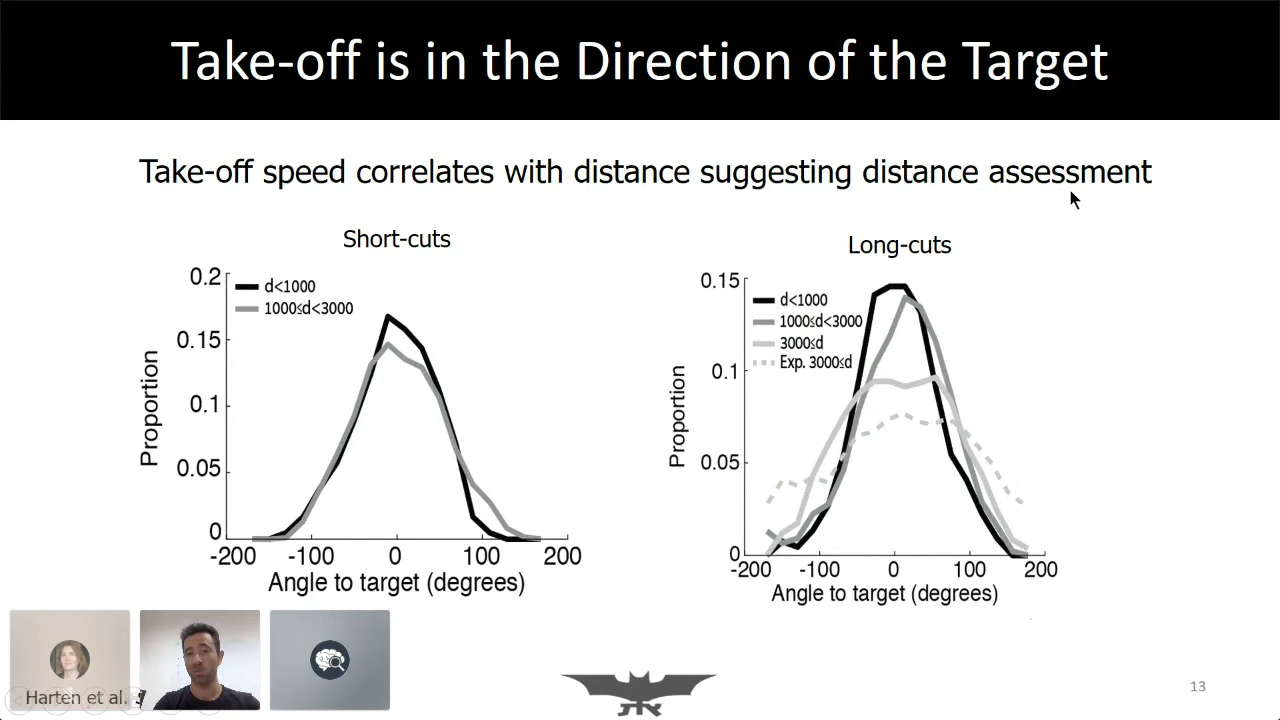 Take-off is in the Direction of the Target
Take-off speed correlates with distance suggesting distance assessment
Short-cuts
0.2
0.15
0.1
0.05
0
Proportion
d<1000
1000≤d<3000
-200 -100 0 100 200
Angle to target (degrees)
Long-cuts
0.15
0.1
0.05
0
Proportion
d<1000
1000≤d<3000
3000≤d
Exp. 3000≤d
-200 -100 0 100 200
Angle to target (degrees)
Harten et al.
13